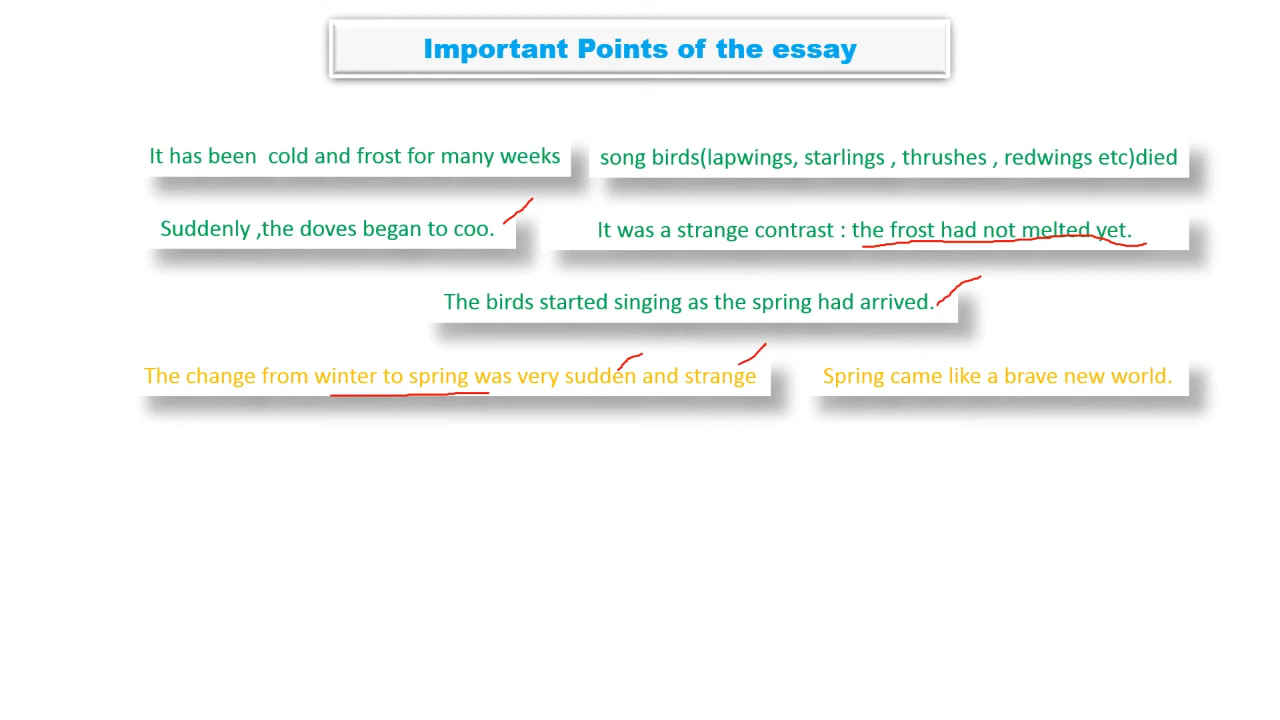 Important Points of the essay
It has been  cold and frost for many weeks
song birds(lapwings, starlings , thrushes , redwings etc)died
Suddenly ,the doves began to coo.
It was a strange contrast : the frost had not melted yet.
The birds started singing as the spring had arrived.
The change from winter to spring was very sudden and strange
Spring came like a brave new world.